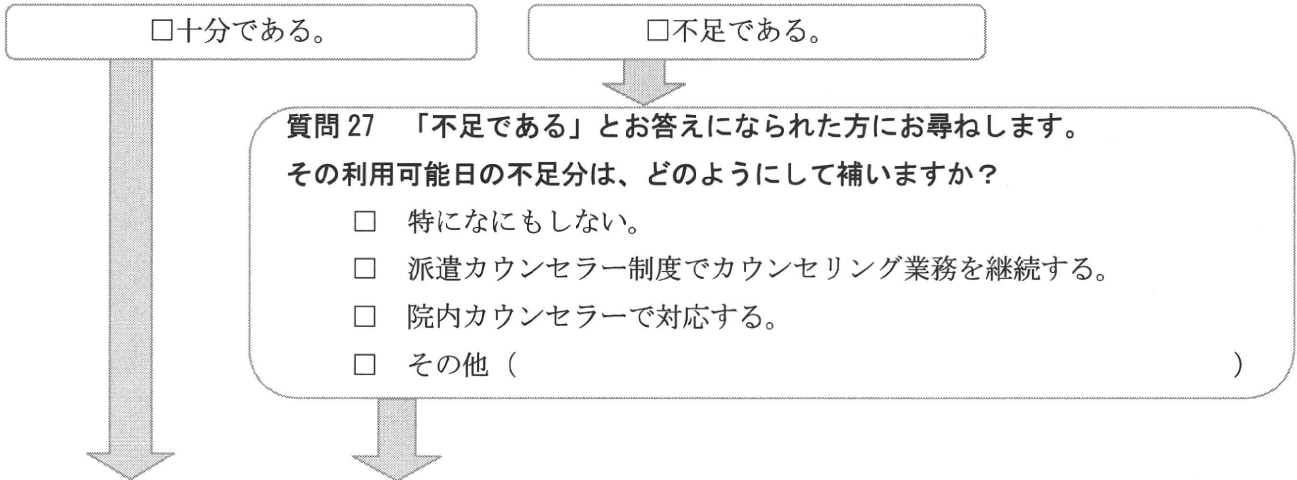 □十分である。
□不足である。
質問 27　「不足である」とお答えになられた方にお尋ねします。
その利用可能日の不足分は、どのようにして補いますか？
□　特になにもしない。
□　派遣カウンセラー制度でカウンセリング業務を継続する。
□　院内カウンセラーで対応する。
□　その他（　　　　　　　　　　　　　　　　　　　　）